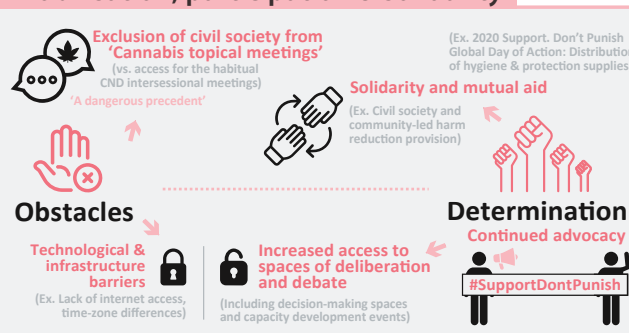 Exclusion of civil society from
‘Cannabis topical meetings’
(vs. access for the habitual
CND intersessional meetings)
‘A dangerous precedent’
(Ex. 2020 Support. Don’t Punish
Global Day of Action: Distribution
of hygiene & protection supplies
Solidarity and mutual aid
(Ex. Civil society and
community-led harm
reduction provision)
Obstacles
Determination
Technological &
infrastructure
barriers
(Ex. Lack of internet access,
time-zone differences)
Increased access to
spaces of deliberation
and debate
(Including decision-making spaces
and capacity development events)
Continued advocacy
#SupportDontPunish